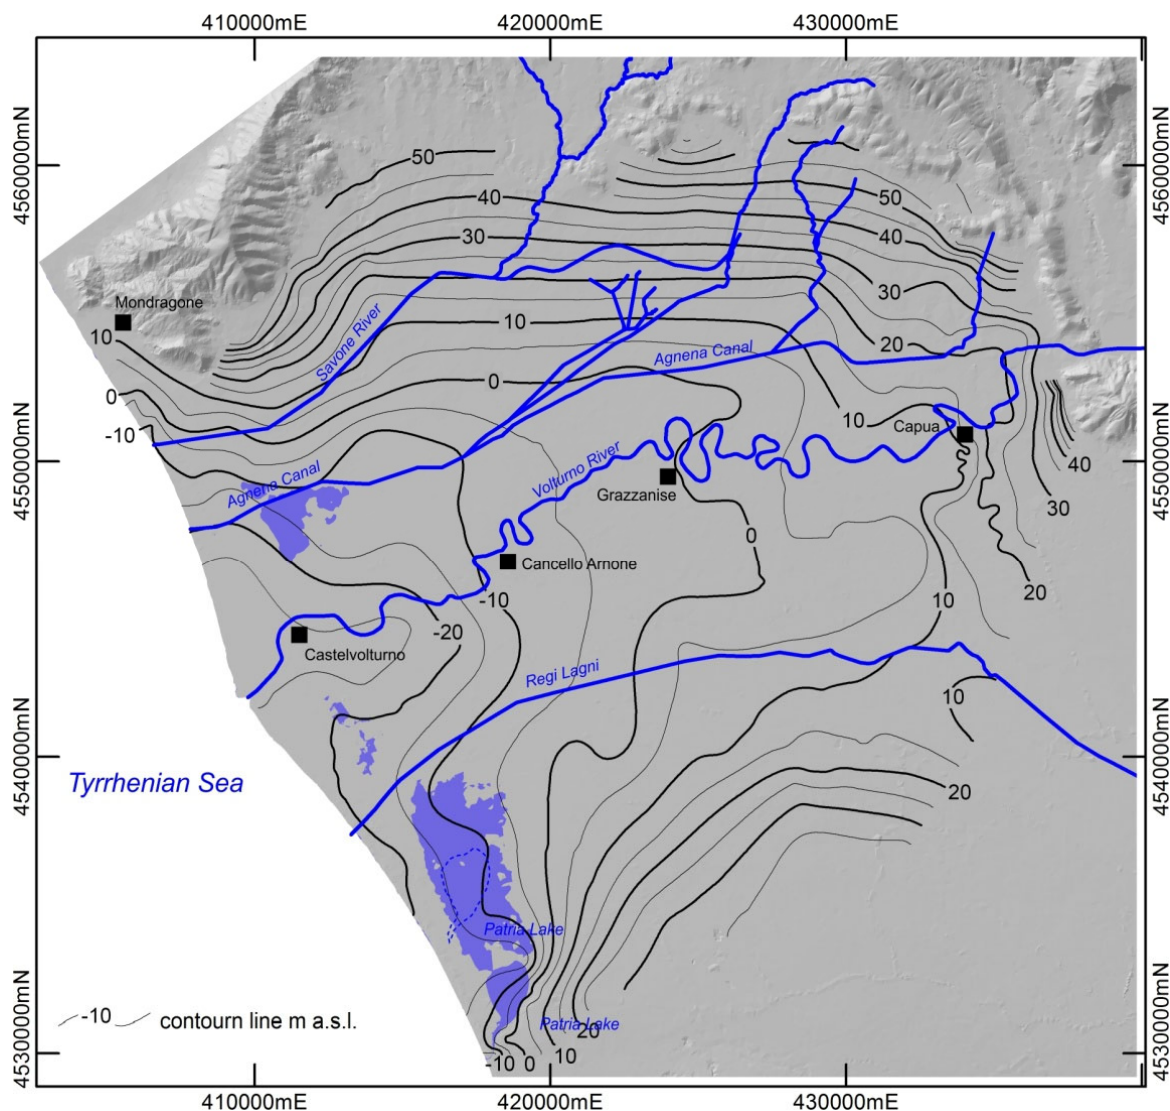 410000mE 420000mE 430000mE
4560000mN
4560000mN
50
50
40
40
30
30
Mondragone
10
Savone River
10
20
Agnena Canal
0
0
-10
10
Capua
4550000mN
4550000mN
40
Agnena Canal
Volturno River
Grazzanise
30
0
Cancello Arnone
-10
20
10
-20
Castelvolturno
Regi Lagni
10
4540000mN
4540000mN
Tyrrhenian Sea
20
Patria Lake
-10 contourn line m a.s.l.
Patria Lake
20
4530000mN
4530000mN
-10 0 10
410000mE 420000mE 430000mE